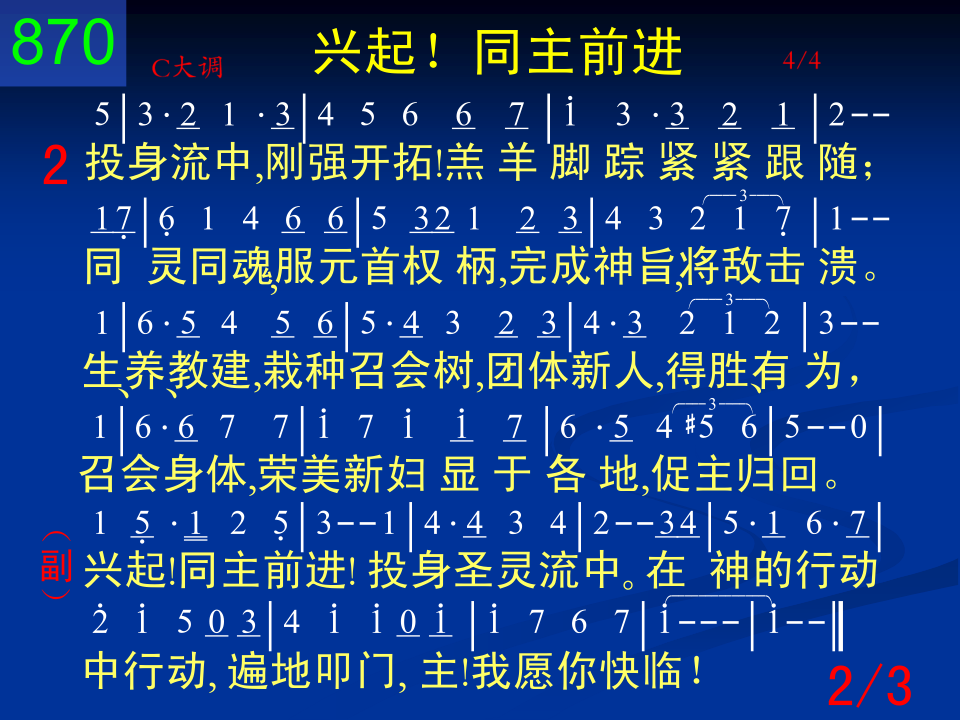 870
兴起！同主前进
C大调
4/4
5|3·2 1·3|4 5 6 6 7|i 3·3 2 1|2--
2
投身流中,刚强开拓!羔羊脚踪紧紧跟随；
17|6 1 4 6 6|5 32 1 2 3|4 3 2 1 7|1--
3
同 灵同魂,服元首权柄,完成神旨,将敌击溃。
1|6·5 4 5 6|5·4 3 2 3|4·3 2 1 2|3--
3
生养教建,栽种召会树,团体新人,得胜有为，
1|6·6 7 7|i 7 i i 7|6·5 4 #5 6|5--0|
3
召会身体,荣美新妇显于各地,促主归回。
1 5·1 2 5|3--1|4·4 3 4|2--34|5·1 6·7|
（副）
兴起!同主前进! 投身圣灵流中。在 神的行动
2 i 5 0 3|4 i i 0 i|i 7 6 7|i---|i--‖
中行动, 遍地叩门, 主!我愿你快临！
2/3